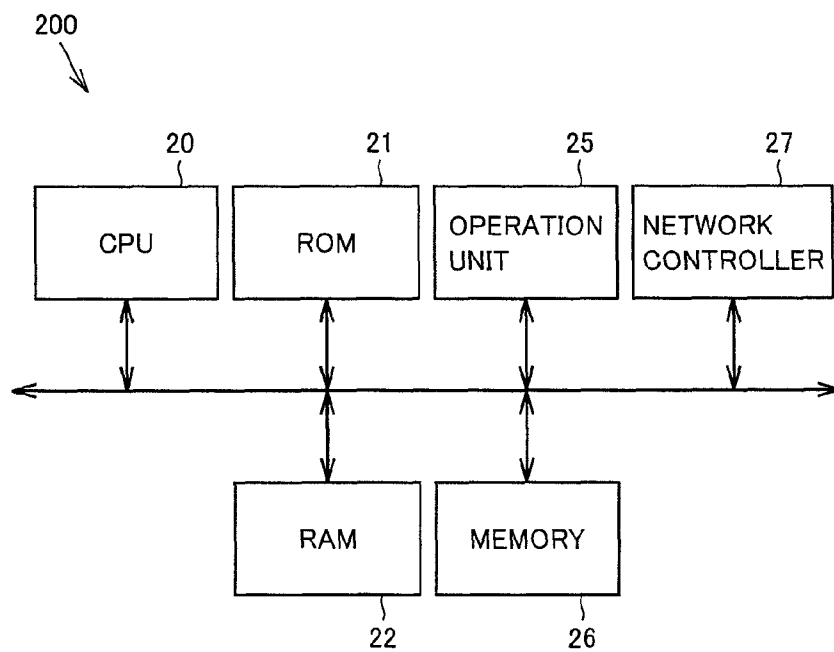 200
20
21
25
27
CPU
ROM
OPERATION
UNIT
NETWORK
CONTROLLER
RAM
MEMORY
22
26